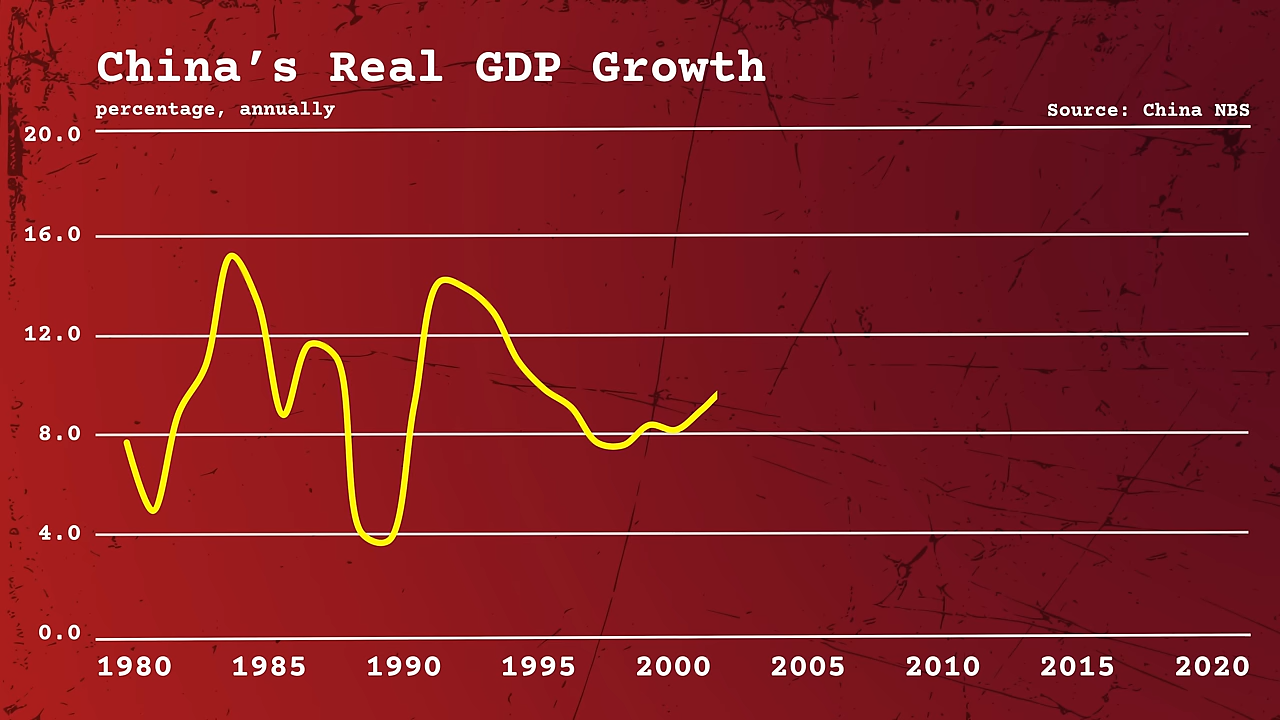 China’s Real GDP Growth
percentage, annually
Source: China NBS
20.0
16.0
12.0
8.0
4.0
0.0
1980 1985 1990 1995 2000 2005 2010 2015 2020